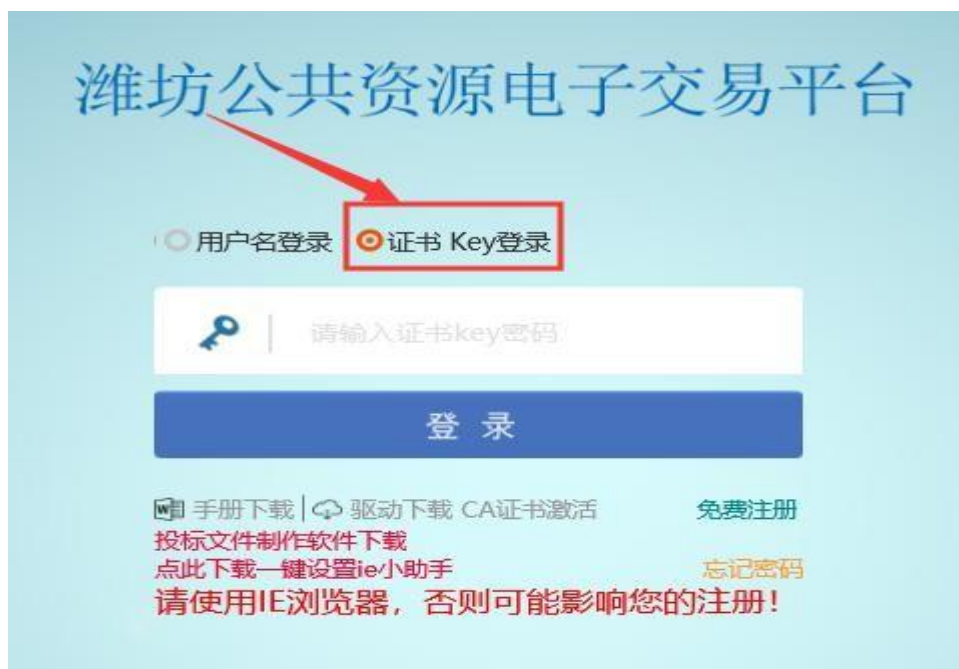 潍坊公共资源电子交易平台
用户名登录 证书 Key登录
请输入证书key密码
登 录
手册下载 驱动下载 CA证书激活 免费注册
投标文件制作软件下载
点此下载一键设置ie小助手 忘记密码
请使用IE浏览器，否则可能影响您的注册！